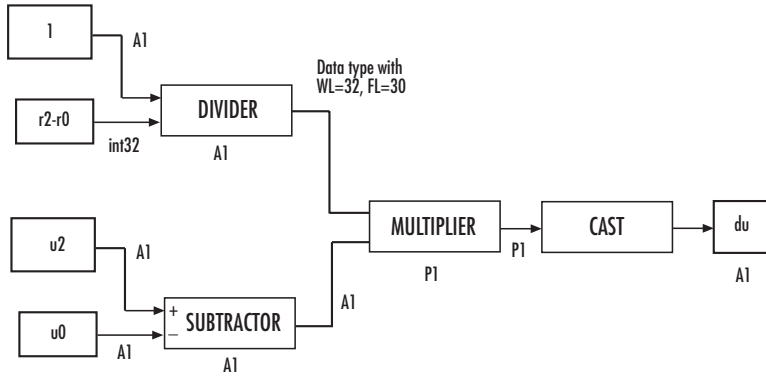 1
A1
Data type with
WL=32, FL=30
DIVIDER
r2-r0
int32
A1
u2
A1
MULTIPLIER
CAST
du
P1
P1
A1
A1
+
SUBTRACTOR
–
u0
A1
A1